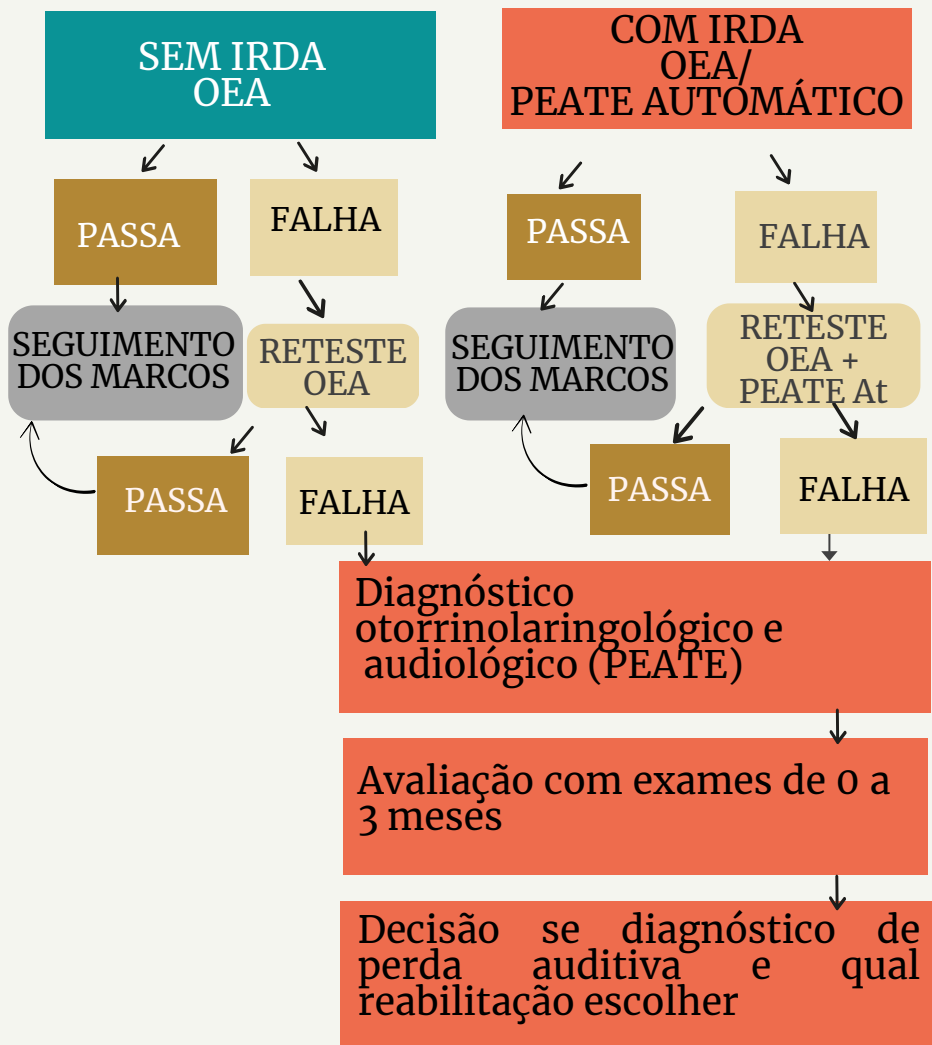 SEM IRDA
OEA
COM IRDA
OEA/
PEATE AUTOMÁTICO
PASSA
FALHA
PASSA
FALHA
SEGUIMENTO
DOS MARCOS
RETESTE
OEA
SEGUIMENTO
DOS MARCOS
RETESTE
OEA +
PEATE At
PASSA
FALHA
PASSA
FALHA
Diagnóstico
otorrinolaringológico e
audiológico (PEATE)
Avaliação com exames de 0 a
3 meses
Decisão se diagnóstico de
perda auditiva e qual
reabilitação escolher